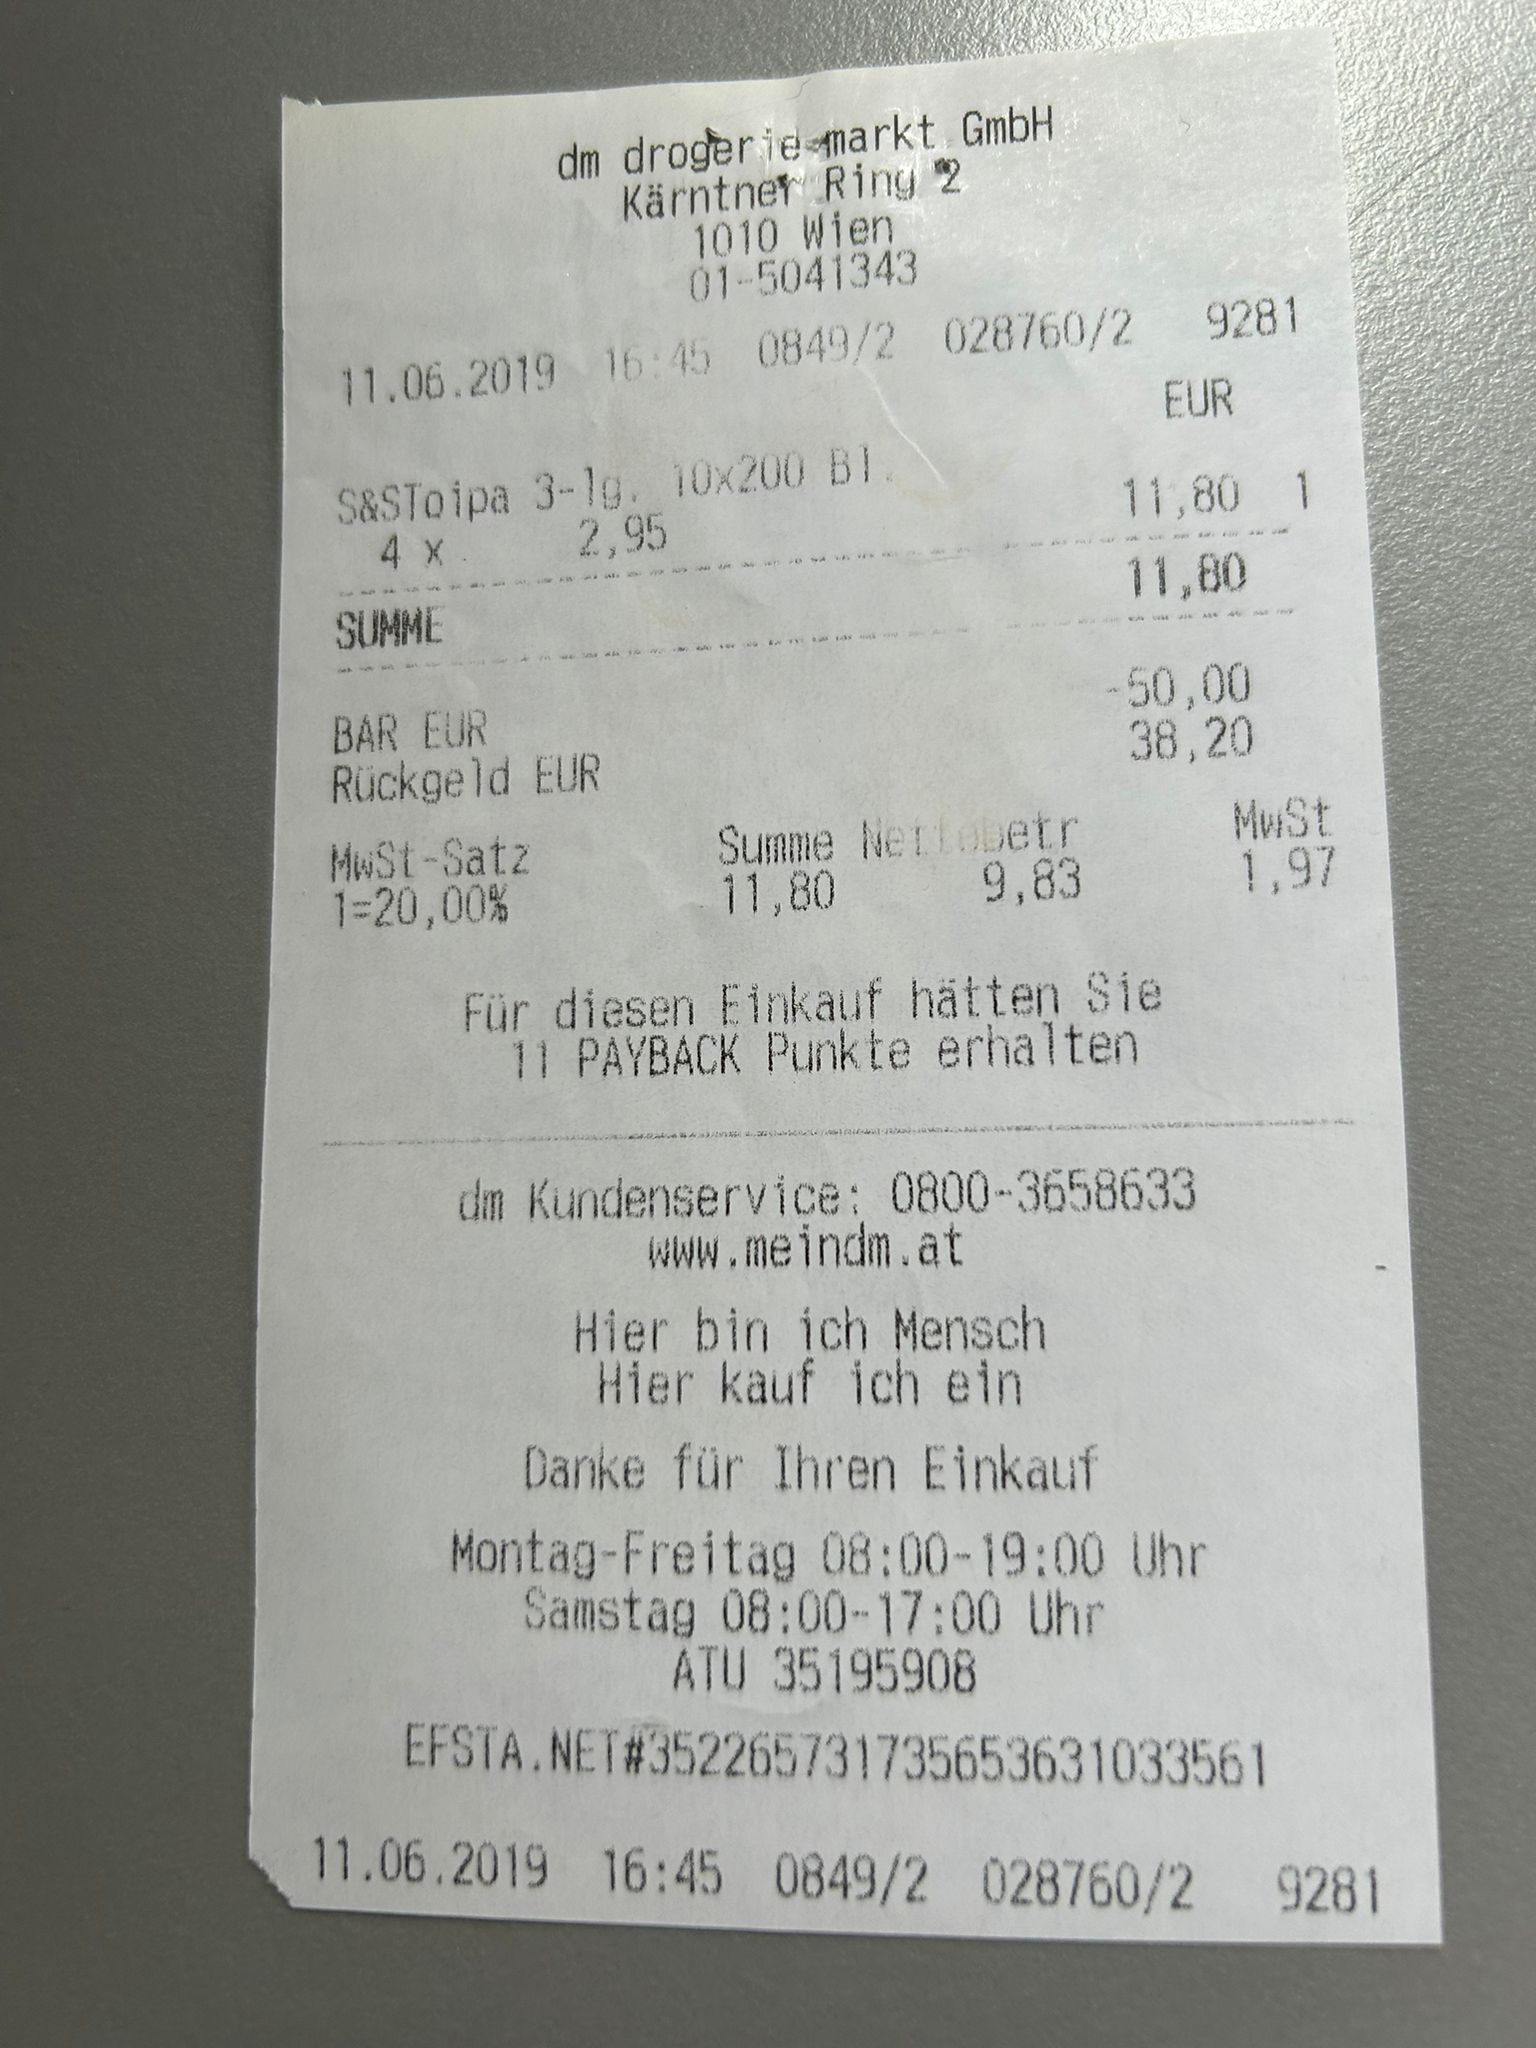 dm drogerie markt GmbH
Kärntner Ring 2
1010 Wien
01-5041343
11.06.2019 16:45 0849/2 028760/2 9281
EUR
S&SToipa 3-lg. 10x200 Bl. 11,80 1
4 x 2,95
SUMME 11,80
BAR EUR -50,00
Rückgeld EUR 38,20
MwSt-Satz Summe Nettobetr MwSt
1=20,00% 11,80 9,83 1,97
Für diesen Einkauf hätten Sie
11 PAYBACK Punkte erhalten
dm Kundenservice: 0800-3658633
www.meindm.at
Hier bin ich Mensch
Hier kauf ich ein
Danke für Ihren Einkauf
Montag-Freitag 08:00-19:00 Uhr
Samstag 08:00-17:00 Uhr
ATU 35195908
EFSTA.NET#3522657317356536310335​61
11.06.2019 16:45 0849/2 028760/2 9281